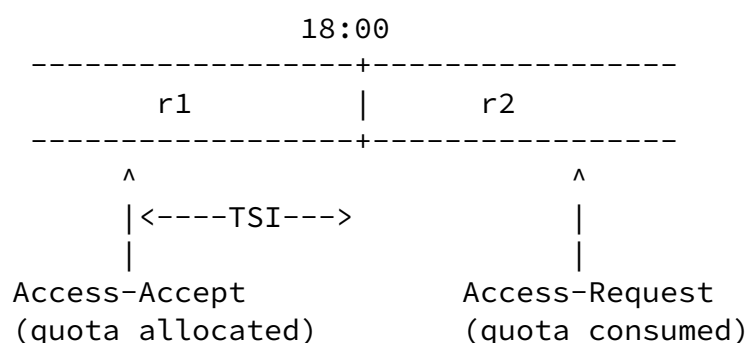 18:00
------------------+-----------------
r1 | r2
------------------+-----------------
^ ^
|<----TSI---> |
| |
Access-Accept Access-Request
(quota allocated) (quota consumed)